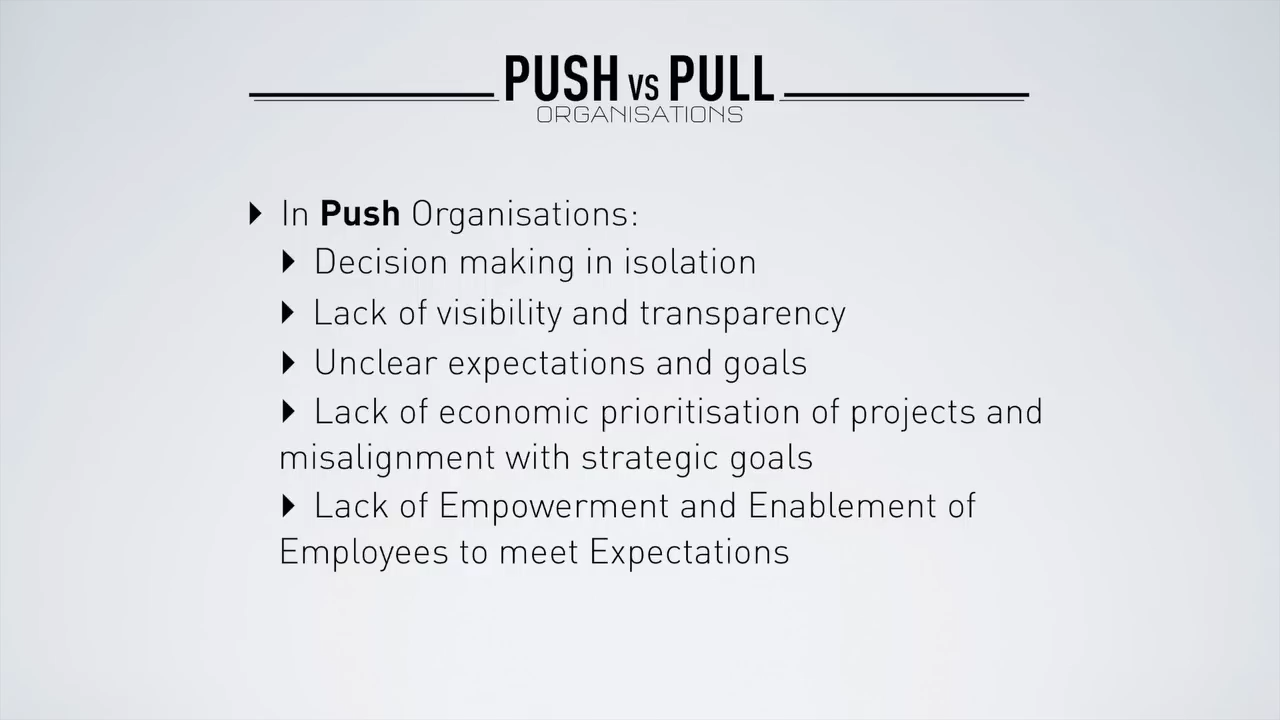 PUSH VS PULL
ORGANISATIONS
In Push Organisations:
Decision making in isolation
Lack of visibility and transparency
Unclear expectations and goals
Lack of economic prioritisation of projects and
misalignment with strategic goals
Lack of Empowerment and Enablement of
Employees to meet Expectations